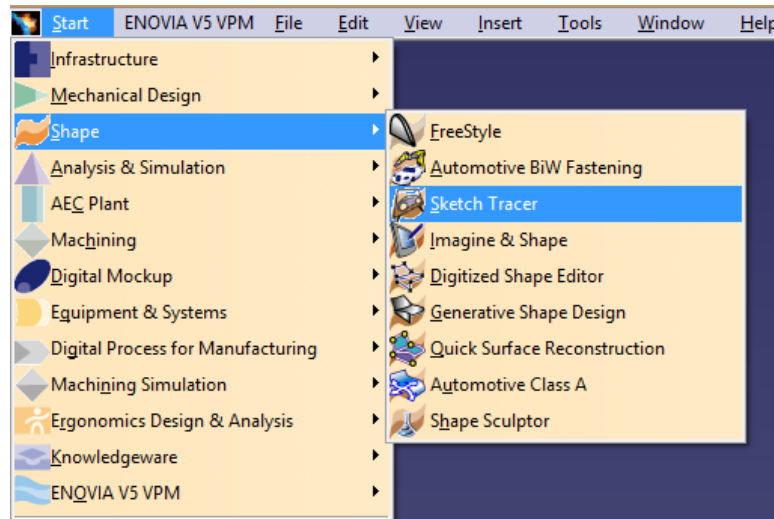 Start ENOVIA V5 VPM File Edit View Insert Tools Window Help
Infrastructure
Mechanical Design
Shape
Analysis & Simulation
AEC Plant
Machining
Digital Mockup
Equipment & Systems
Digital Process for Manufacturing
Machining Simulation
Ergonomics Design & Analysis
Knowledgeware
ENOVIA V5 VPM
FreeStyle
Automotive BiW Fastening
Sketch Tracer
Imagine & Shape
Digitized Shape Editor
Generative Shape Design
Quick Surface Reconstruction
Automotive Class A
Shape Sculptor